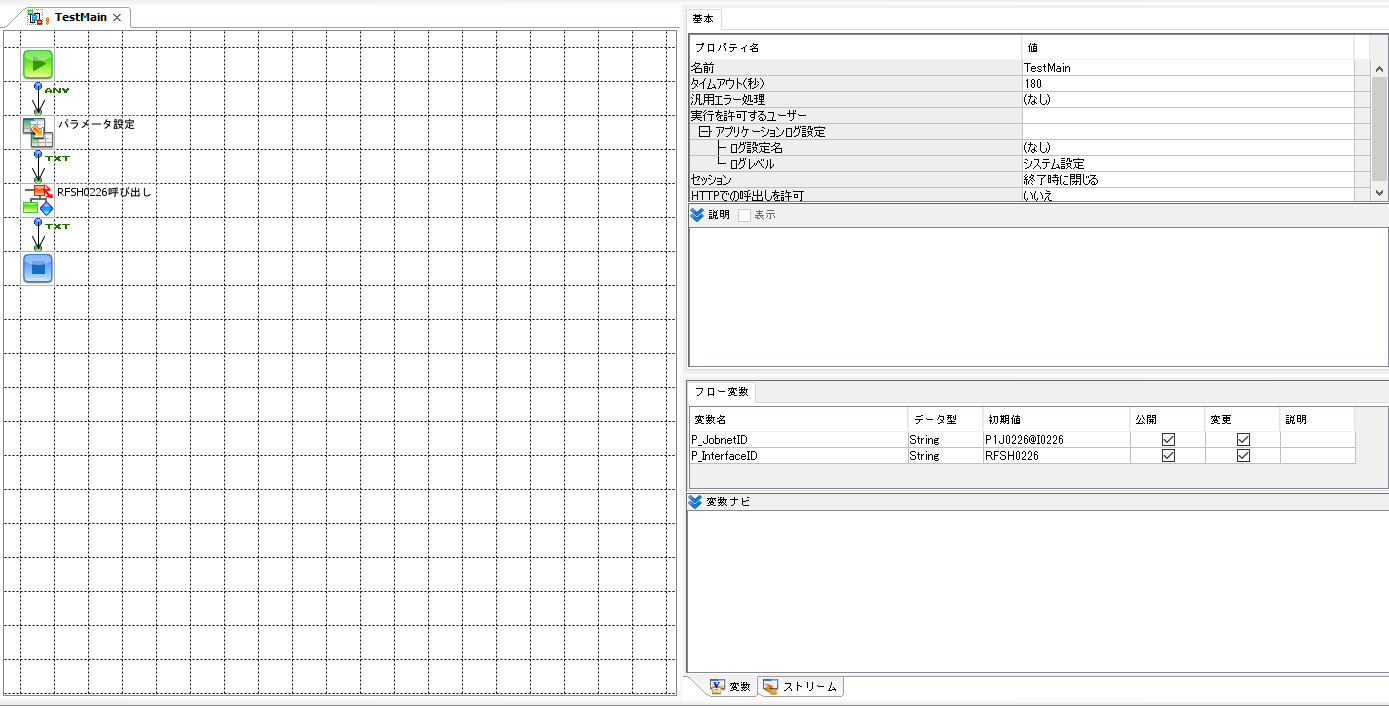 TestMain
ANY
パラメータ設定
TXT
RFSH0226呼び出し
TXT
基本
プロパティ名 値
名前 TestMain
タイムアウト(秒) 180
汎用エラー処理 (なし)
実行を許可するユーザー
アプリケーションログ設定
ログ設定名 (なし)
ログレベル システム設定
セッション 終了時に閉じる
HTTPでの呼出しを許可 いいえ
説明 表示
フロー変数
変数名 データ型 初期値 公開 変更 説明
P_JobnetID String P1J0226@I0226
P_InterfaceID String RFSH0226
変数ナビ
変数 ストリーム